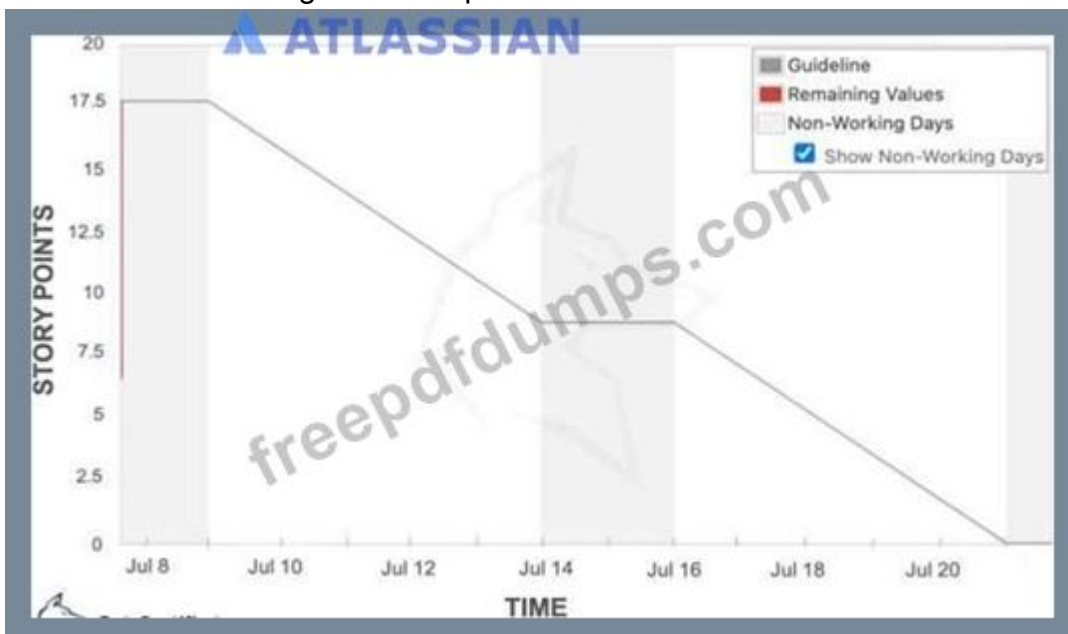 ATLASSIAN
20
17.5
15
12.5
10
7.5
5
2.5
0
STORY POINTS
Guideline
Remaining Values
Non-Working Days
Show Non-Working Days
freepdfdumps.com
Jul 8 Jul 10 Jul 12 Jul 14 Jul 16 Jul 18 Jul 20
TIME